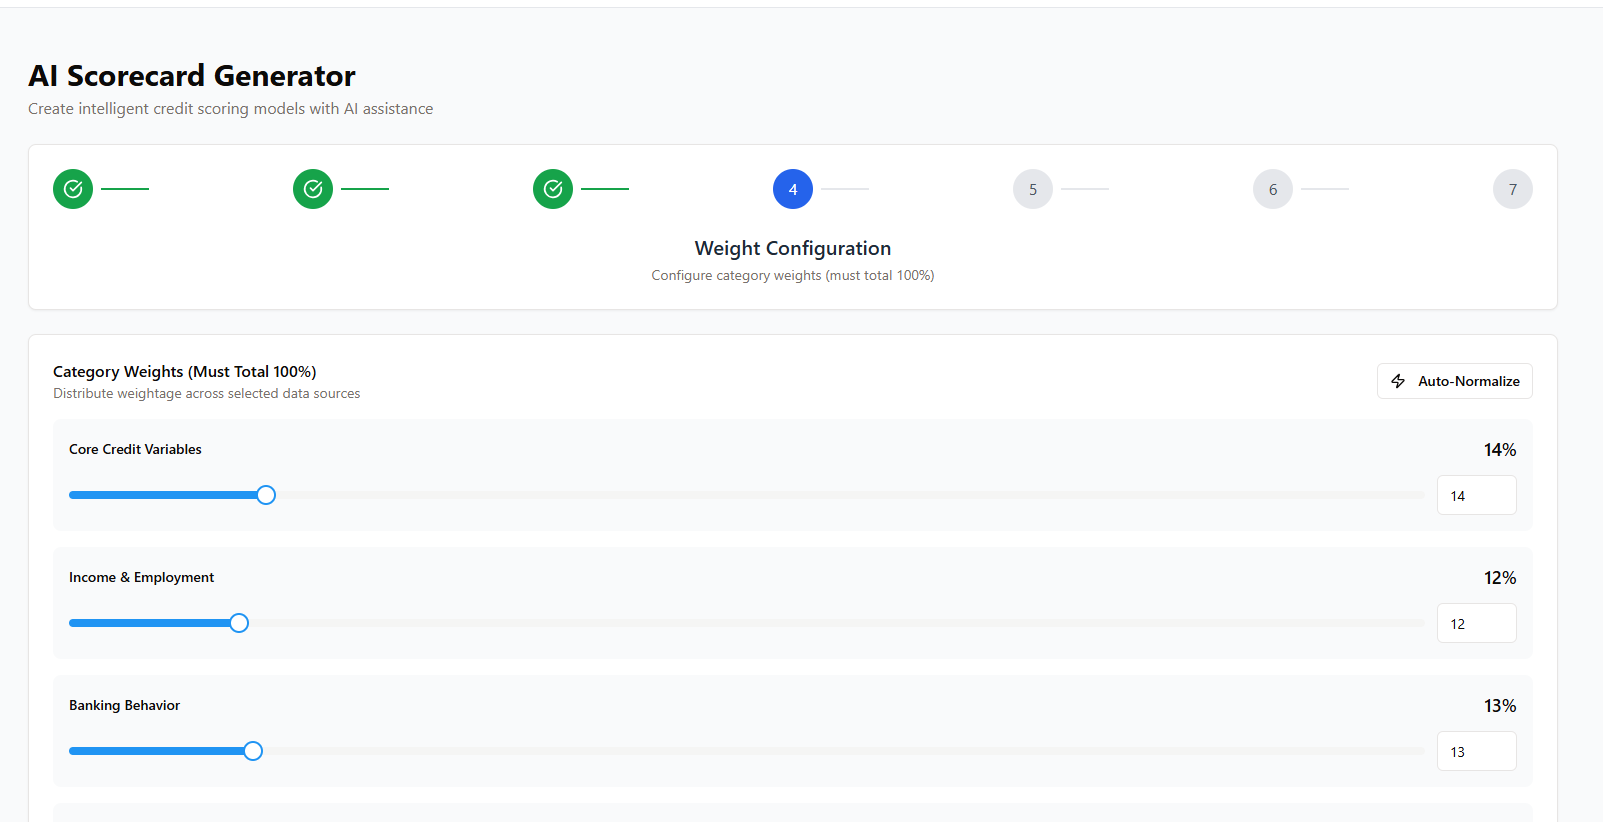 AI Scorecard Generator
Create intelligent credit scoring models with AI assistance
4
5
6
7
Weight Configuration
Configure category weights (must total 100%)
Category Weights (Must Total 100%)
Distribute weightage across selected data sources
Auto-Normalize
Core Credit Variables
14%
14
Income & Employment
12%
12
Banking Behavior
13%
13